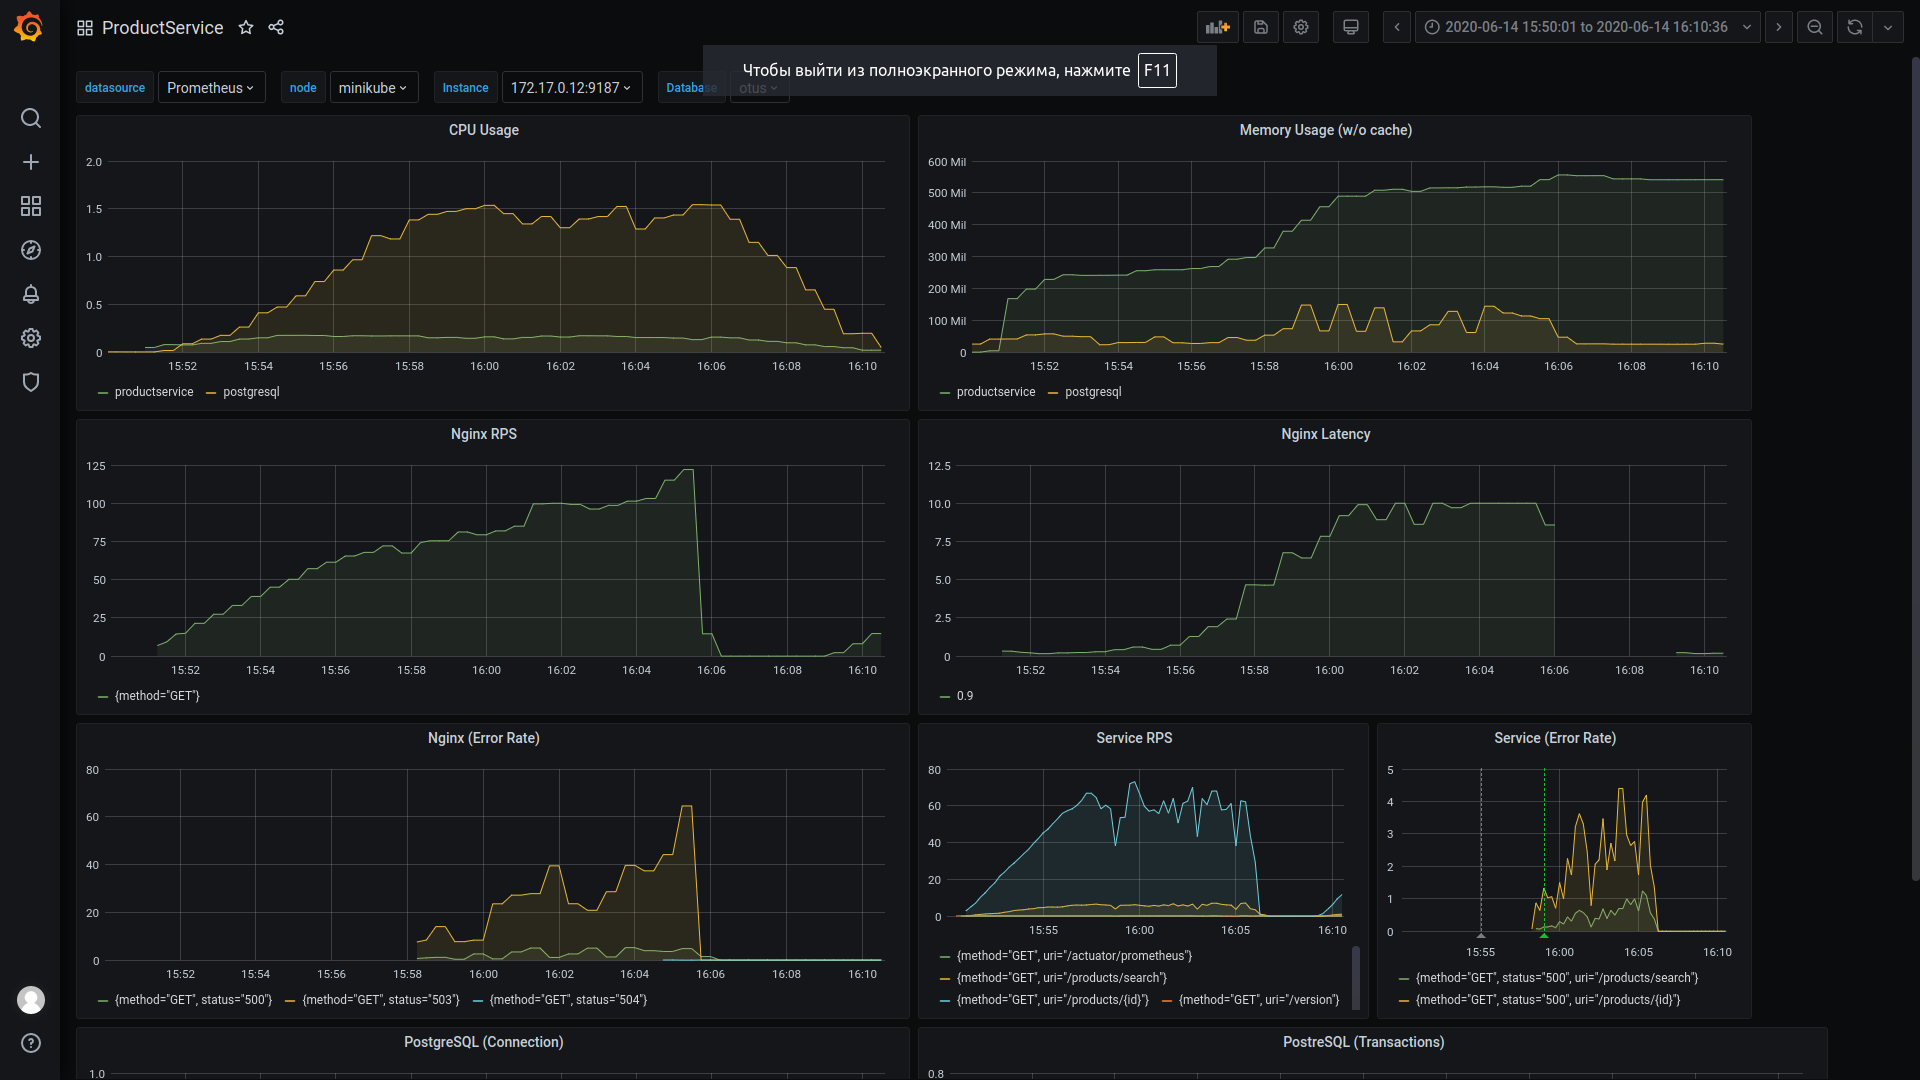 ProductService
2020-06-14 15:50:01 to 2020-06-14 16:10:36
Чтобы выйти из полноэкранного режима, нажмите F11
datasource Prometheus node minikube Instance 172.17.0.12:9187 Database otus
CPU Usage
2.0
1.5
1.0
0.5
0
15:52 15:54 15:56 15:58 16:00 16:02 16:04 16:06 16:08 16:10
productservice postgresql
Memory Usage (w/o cache)
600 Mil
500 Mil
400 Mil
300 Mil
200 Mil
100 Mil
0
15:52 15:54 15:56 15:58 16:00 16:02 16:04 16:06 16:08 16:10
productservice postgresql
Nginx RPS
125
100
75
50
25
0
15:52 15:54 15:56 15:58 16:00 16:02 16:04 16:06 16:08 16:10
{method="GET"}
Nginx Latency
12.5
10.0
7.5
5.0
2.5
0
15:52 15:54 15:56 15:58 16:00 16:02 16:04 16:06 16:08 16:10
0.9
Nginx (Error Rate)
80
60
40
20
0
15:52 15:54 15:56 15:58 16:00 16:02 16:04 16:06 16:08 16:10
{method="GET", status="500"} {method="GET", status="503"} {method="GET", status="504"}
Service RPS
80
60
40
20
0
15:55 16:00 16:05 16:10
{method="GET", uri="/actuator/prometheus"}
{method="GET", uri="/products/search"}
{method="GET", uri="/products/{id}"} {method="GET", uri="/version"}
Service (Error Rate)
5
4
3
2
1
0
15:55 16:00 16:05 16:10
{method="GET", status="500", uri="/products/search"}
{method="GET", status="500", uri="/products/{id}"}
PostgreSQL (Connection)
1.0
PostreSQL (Transactions)
0.8